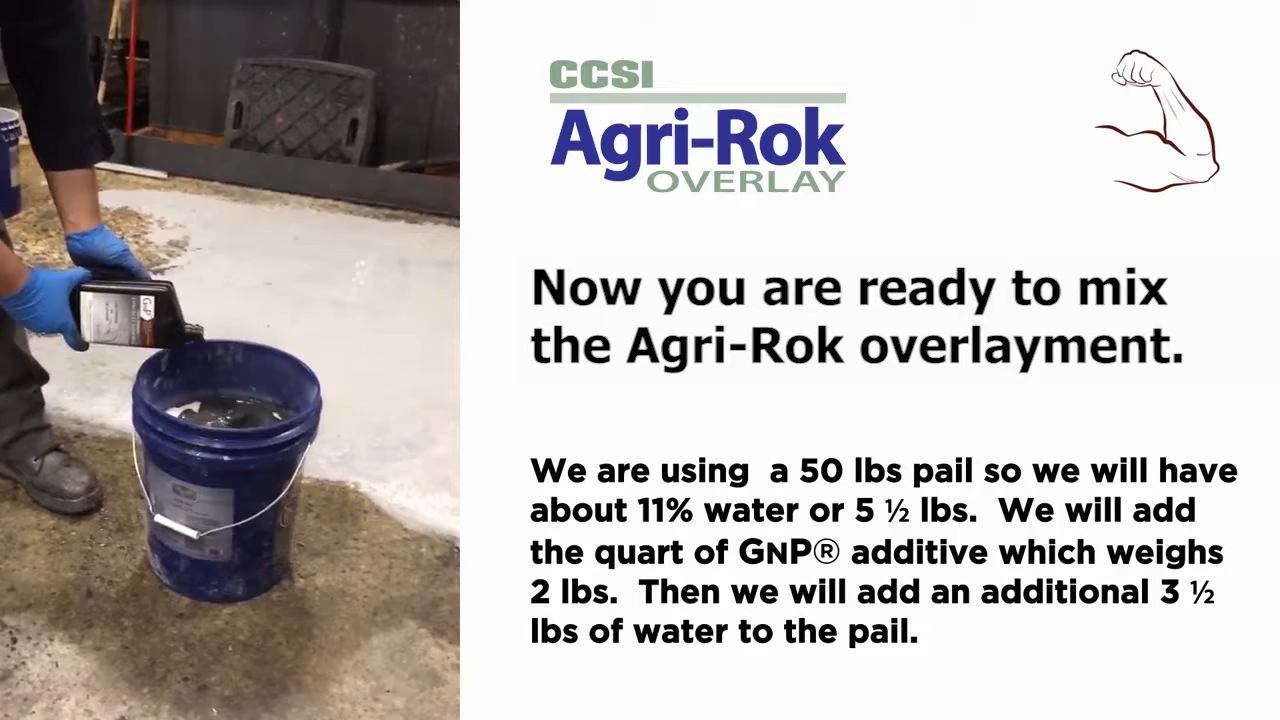 CCSI
Agri-Rok
OVERLAY
Now you are ready to mix
the Agri-Rok overlayment.
We are using  a 50 lbs pail so we will have
about 11% water or 5 ½ lbs.  We will add
the quart of GNP® additive which weighs
2 lbs.  Then we will add an additional 3 ½
lbs of water to the pail.
GNP